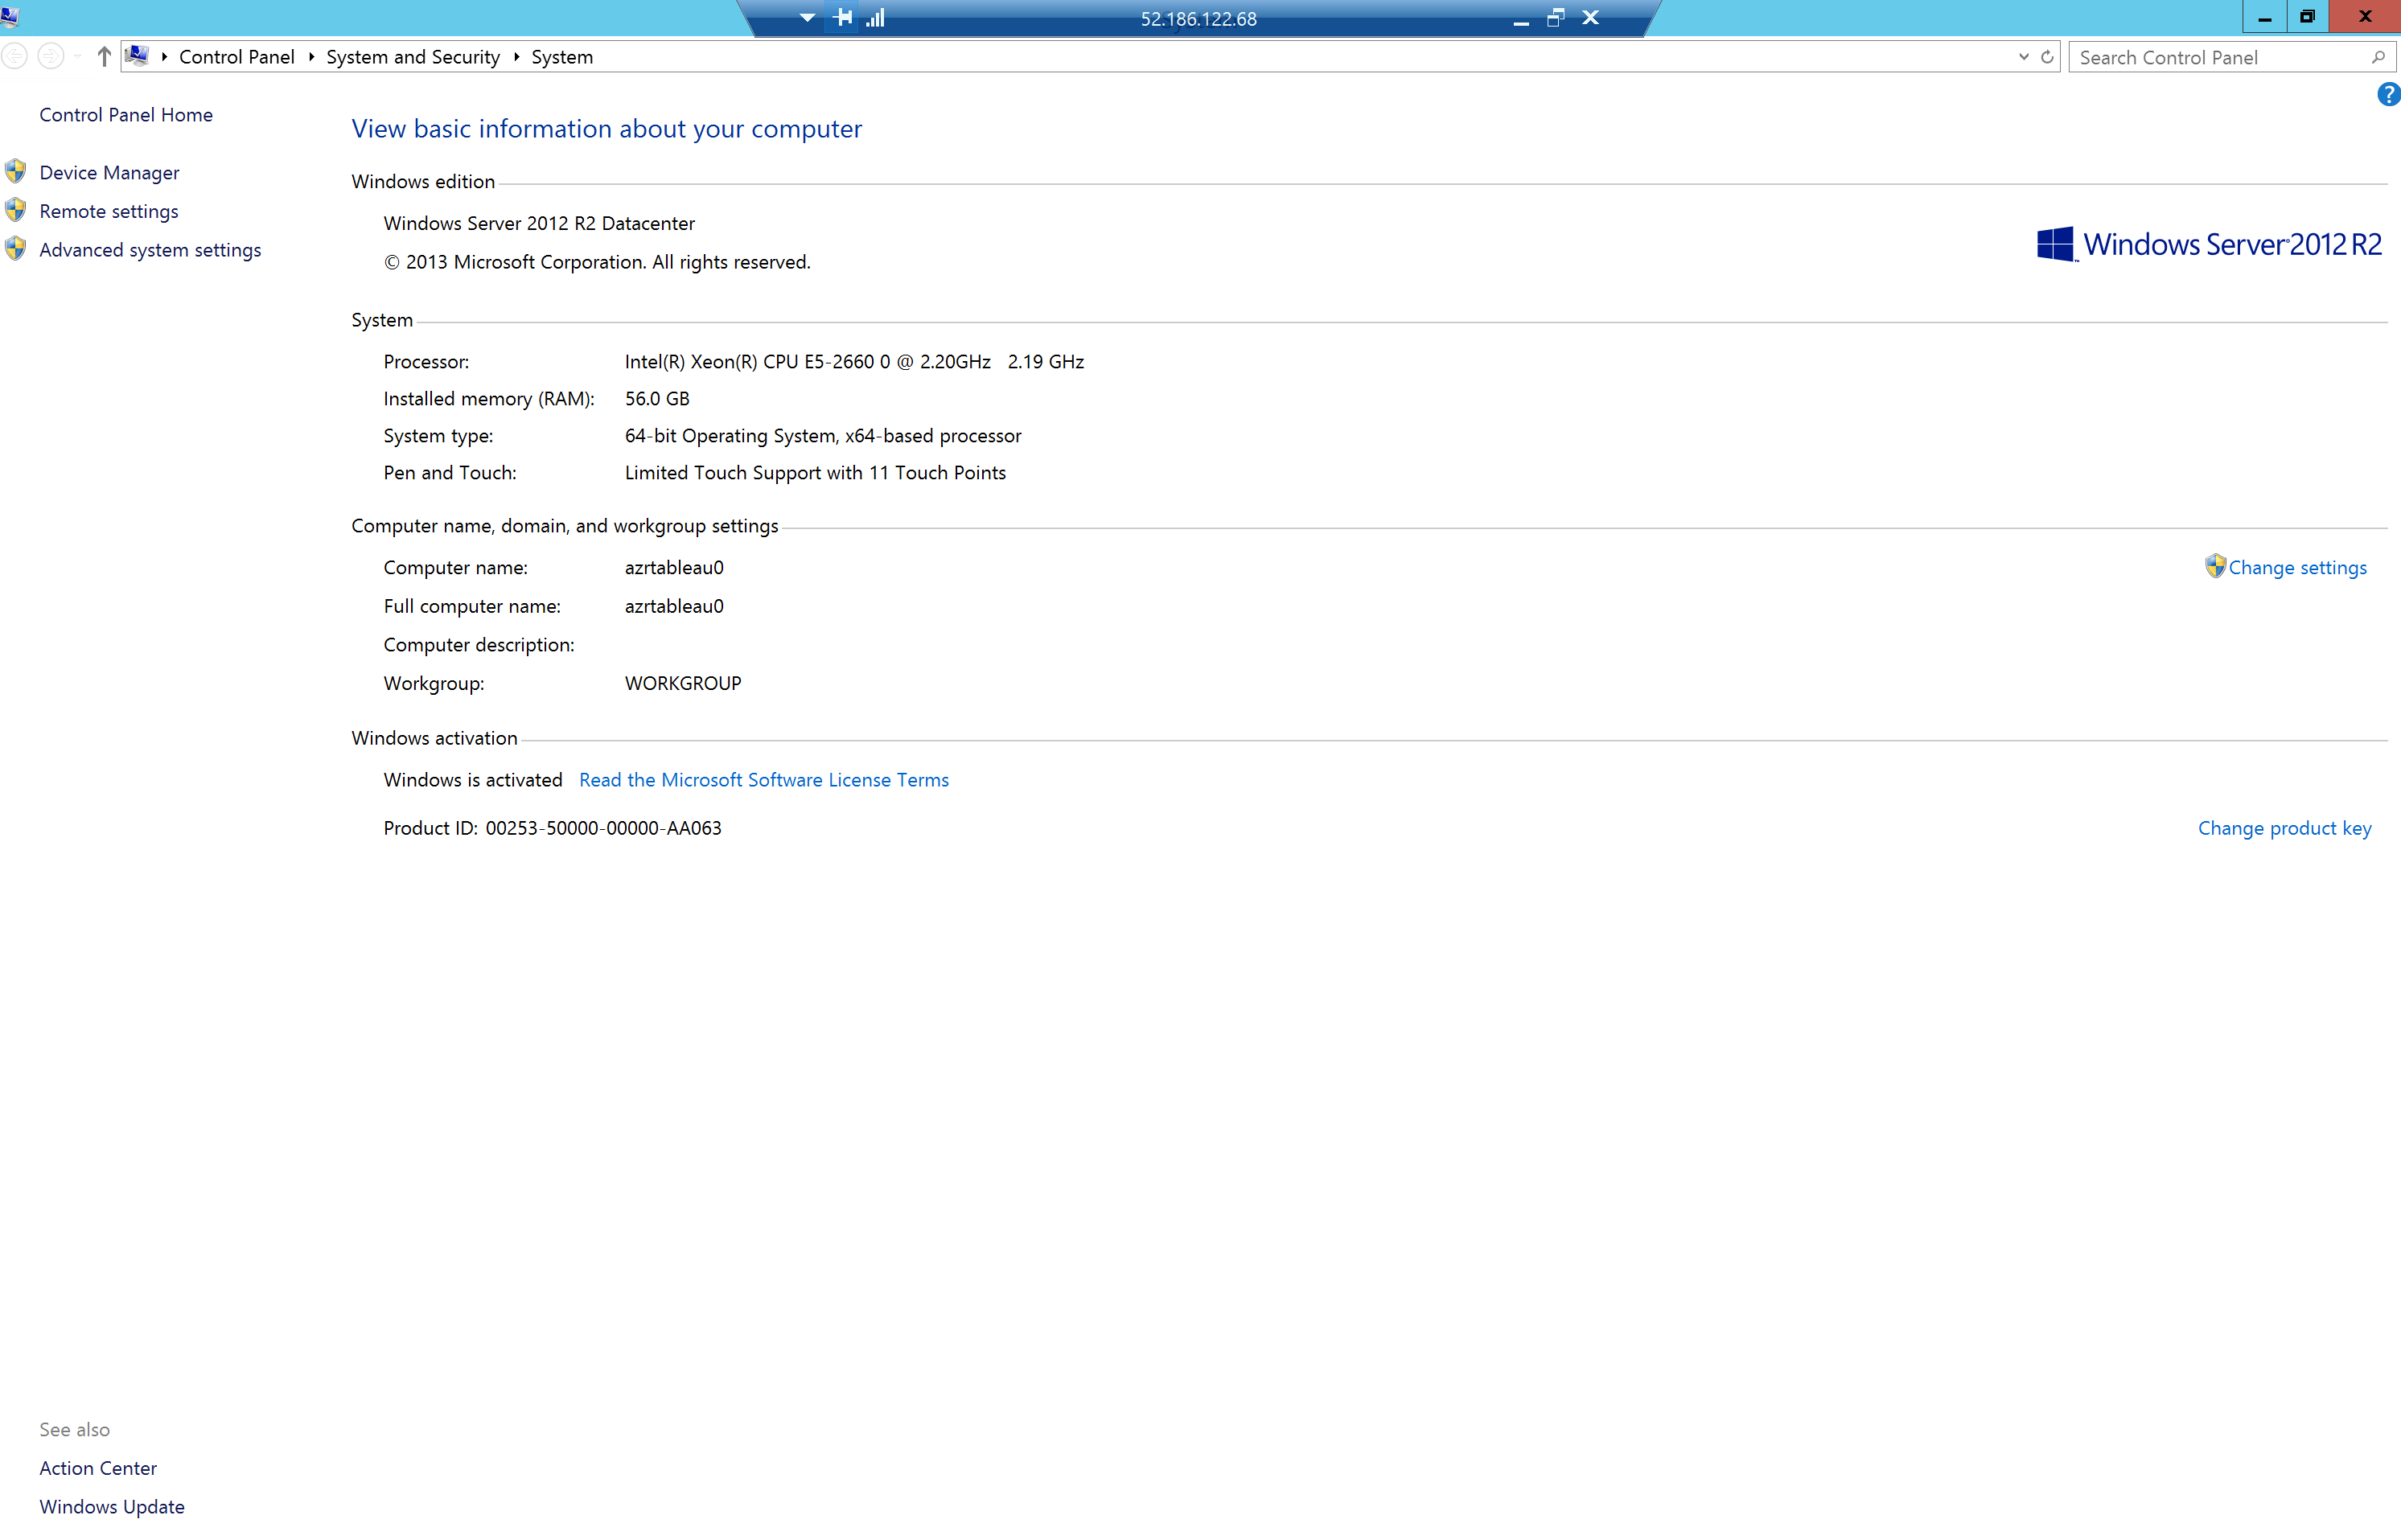 52.186.122.68
Control Panel System and Security System
Search Control Panel
Control Panel Home
Device Manager
Remote settings
Advanced system settings
View basic information about your computer
Windows edition
Windows Server 2012 R2 Datacenter
© 2013 Microsoft Corporation. All rights reserved.
Windows Server 2012 R2
System
Processor: Intel(R) Xeon(R) CPU E5-2660 0 @ 2.20GHz 2.19 GHz
Installed memory (RAM): 56.0 GB
System type: 64-bit Operating System, x64-based processor
Pen and Touch: Limited Touch Support with 11 Touch Points
Computer name, domain, and workgroup settings
Computer name: azrtableau0
Change settings
Full computer name: azrtableau0
Computer description:
Workgroup: WORKGROUP
Windows activation
Windows is activated Read the Microsoft Software License Terms
Product ID: 00253-50000-00000-AA063
Change product key
See also
Action Center
Windows Update